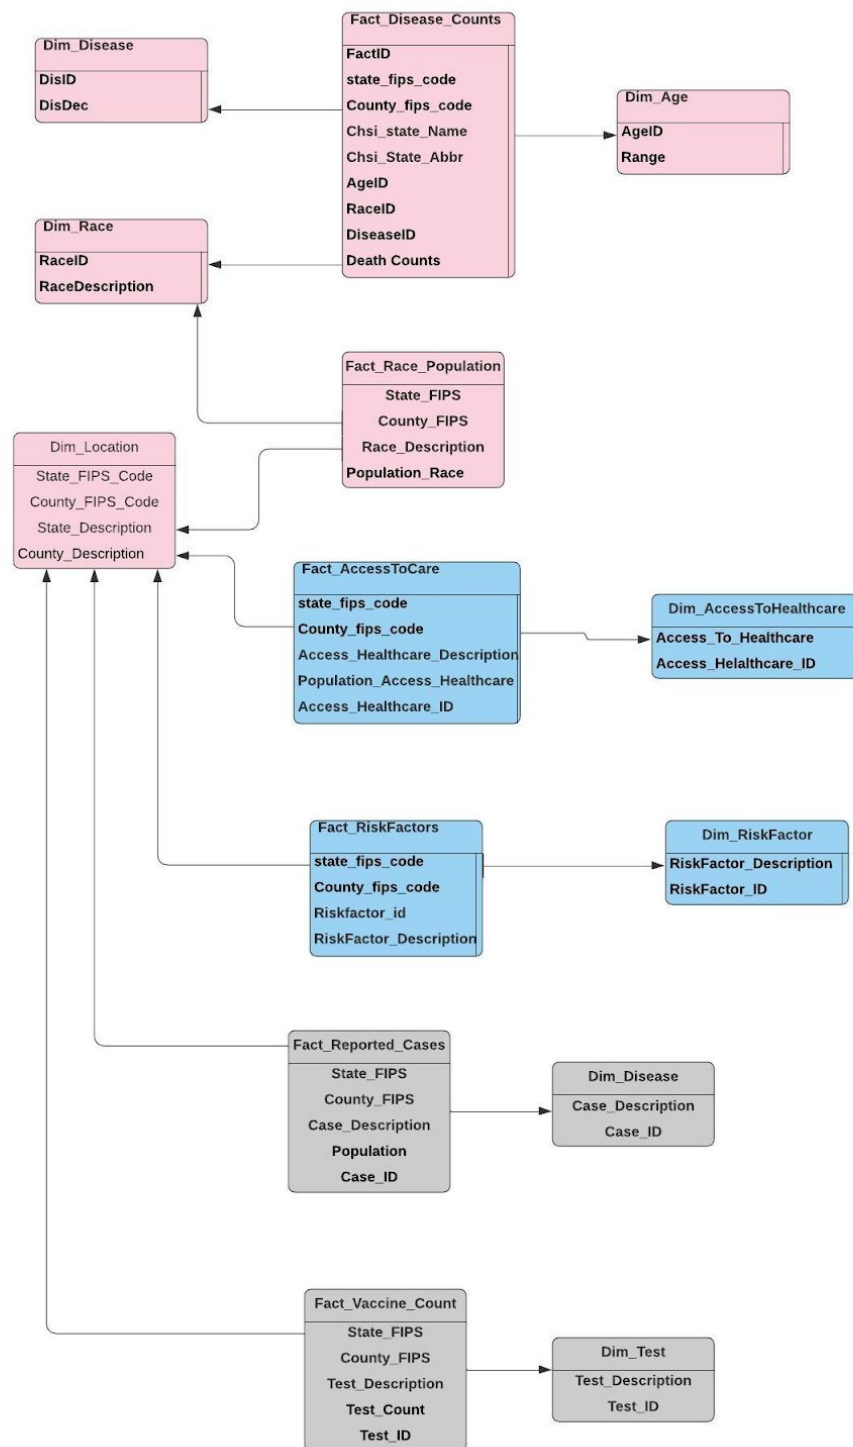 Dim_Disease
DisID
DisDec
Fact_Disease_Counts
FactID
state_fips_code
County_fips_code
Chsi_state_Name
Chsi_State_Abbr
AgeID
RaceID
DiseaseID
Death Counts
Dim_Age
AgeID
Range
Dim_Race
RaceID
RaceDescription
Fact_Race_Population
State_FIPS
County_FIPS
Race_Description
Population_Race
Dim_Location
State_FIPS_Code
County_FIPS_Code
State_Description
County_Description
Fact_AccessToCare
state_fips_code
County_fips_code
Access_Healthcare_Description
Population_Access_Healthcare
Access_Healthcare_ID
Dim_AccessToHealthcare
Access_To_Healthcare
Access_Helalthcare_ID
Fact_RiskFactors
state_fips_code
County_fips_code
Riskfactor_id
RiskFactor_Description
Dim_RiskFactor
RiskFactor_Description
RiskFactor_ID
Fact_Reported_Cases
State_FIPS
County_FIPS
Case_Description
Population
Case_ID
Dim_Disease
Case_Description
Case_ID
Fact_Vaccine_Count
State_FIPS
County_FIPS
Test_Description
Test_Count
Test_ID
Dim_Test
Test_Description
Test_ID